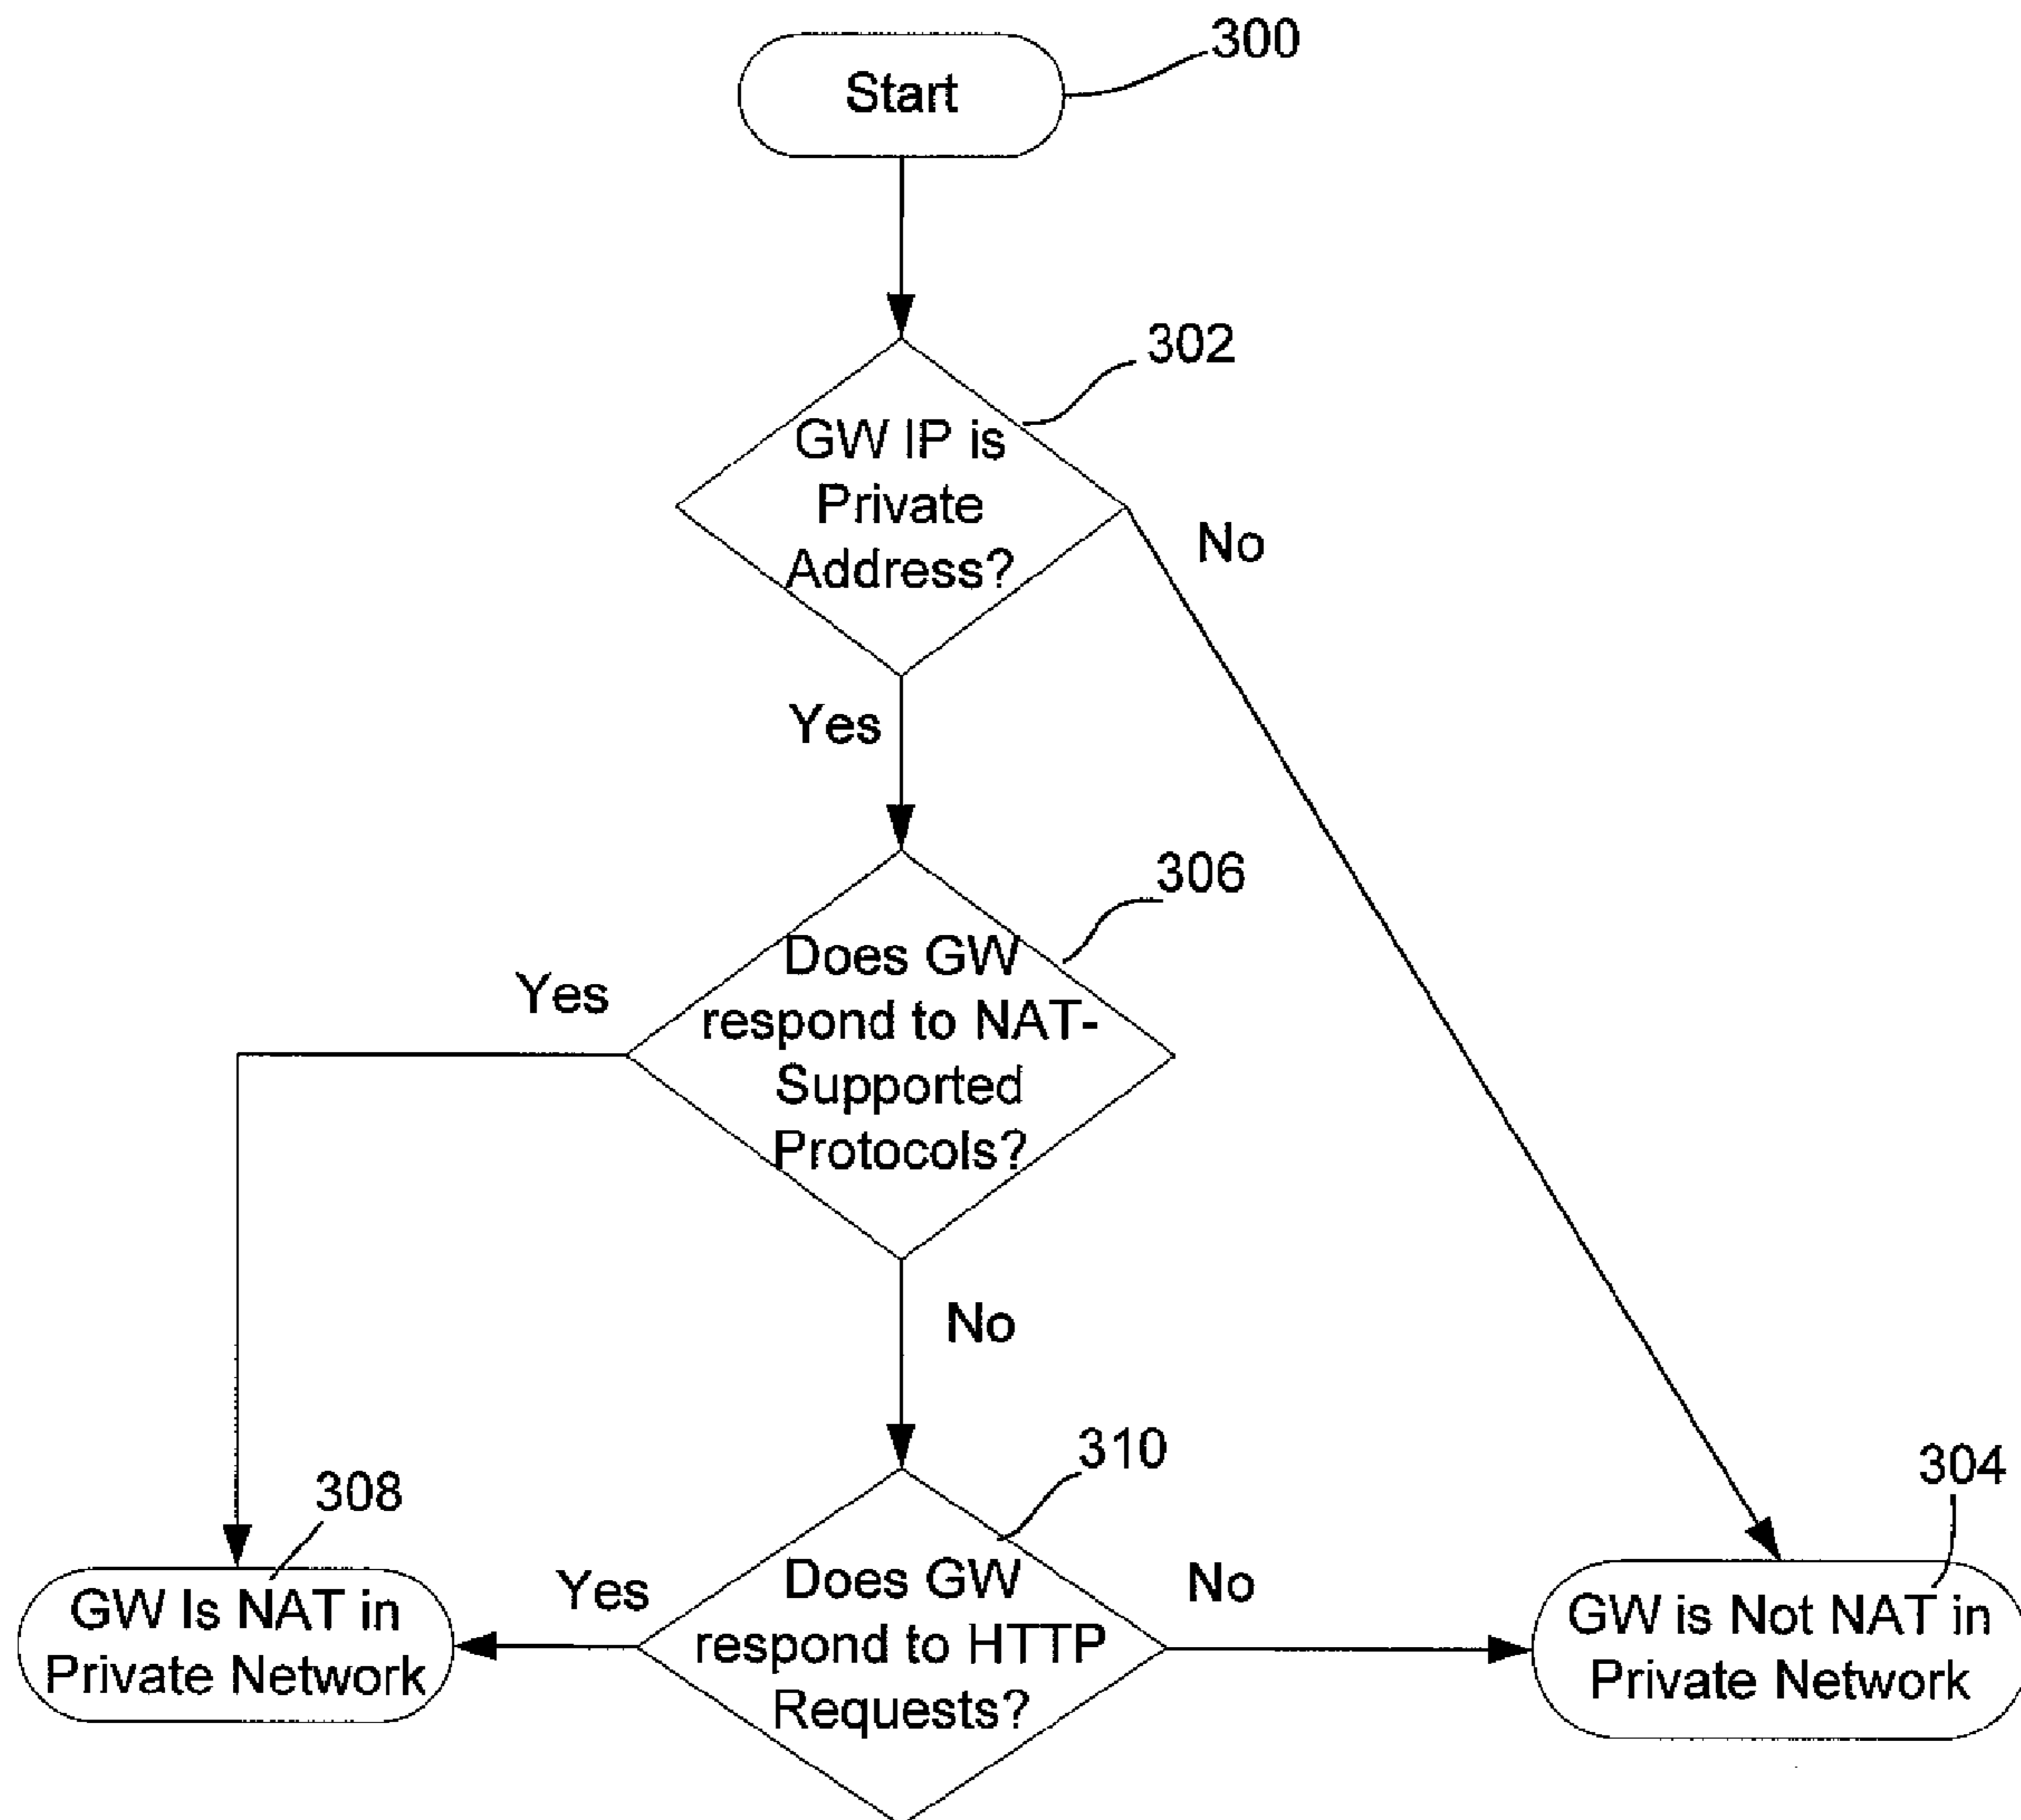 300
Start
302
GW IP is
Private
Address?
No
Yes
306
Does GW
respond to NAT-
Supported
Protocols?
Yes
No
310
308
304
Does GW
respond to HTTP
Requests?
Yes
No
GW Is NAT in
Private Network
GW is Not NAT in
Private Network